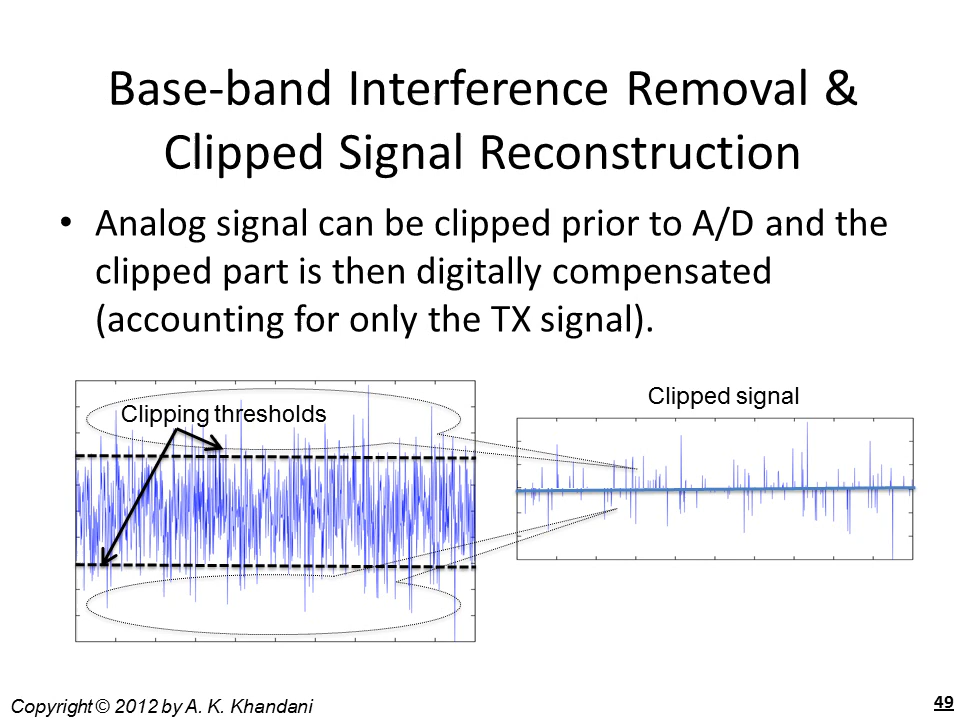 Base-band Interference Removal &
Clipped Signal Reconstruction
• Analog signal can be clipped prior to A/D and the
clipped part is then digitally compensated
(accounting for only the TX signal).
Clipping thresholds
Clipped signal
Copyright © 2012 by A. K. Khandani
49